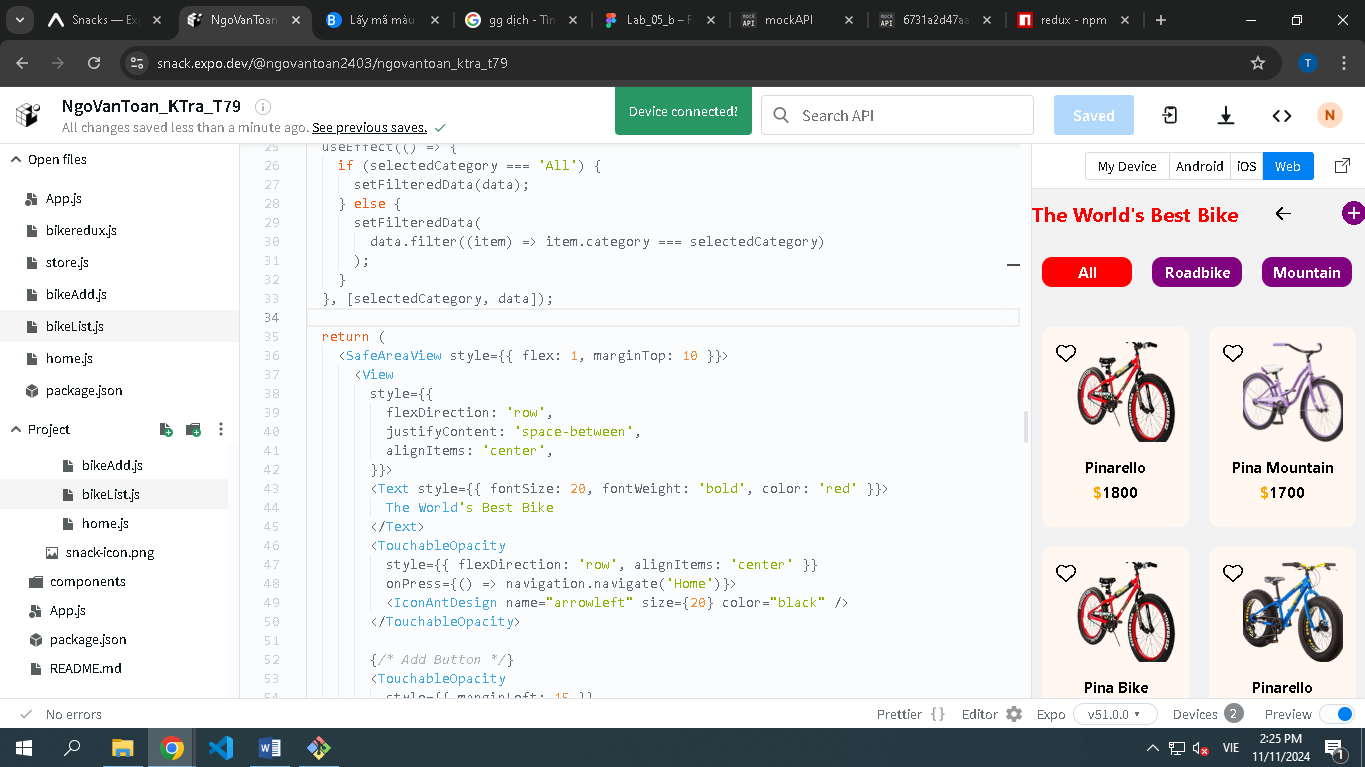 Snacks — Exp
NgoVanToan
Lấy mã màu
gg dịch - Tìn
Lab_05_b – F
mockAPI
6731a2d47aa
redux - npm
snack.expo.dev/@ngovantoan2403/ngovantoan_ktra_t79
T
NgoVanToan_KTra_T79
All changes saved less than a minute ago. See previous saves.
Device connected!
Search API
Saved
N
Open files
App.js
bikeredux.js
store.js
bikeAdd.js
bikeList.js
home.js
package.json
Project
bikeAdd.js
bikeList.js
home.js
snack-icon.png
components
App.js
package.json
README.md
25 useEffect(() => {
26 if (selectedCategory === 'All') {
27 setFilteredData(data);
28 } else {
29 setFilteredData(
30 data.filter((item) => item.category === selectedCategory)
31 );
32 }
33 }, [selectedCategory, data]);
34
35 return (
36 <SafeAreaView style={{ flex: 1, marginTop: 10 }}>
37 <View
38 style={{
39 flexDirection: 'row',
40 justifyContent: 'space-between',
41 alignItems: 'center',
42 }}>
43 <Text style={{ fontSize: 20, fontWeight: 'bold', color: 'red' }}>
44 The World's Best Bike
45 </Text>
46 <TouchableOpacity
47 style={{ flexDirection: 'row', alignItems: 'center' }}
48 onPress={() => navigation.navigate('Home')}>
49 <IconAntDesign name="arrowleft" size={20} color="black" />
50 </TouchableOpacity>
51
52 {/* Add Button */}
53 <TouchableOpacity
54 style={{ marginLeft: 15 }}
My Device
Android
iOS
Web
The World's Best Bike
All
Roadbike
Mountain
Pinarello
$1800
Pina Mountain
$1700
Pina Bike
Pinarello
No errors
Prettier {}
Editor
Expo
v51.0.0
Devices 2
Preview
VIE
2:25 PM
11/11/2024
1